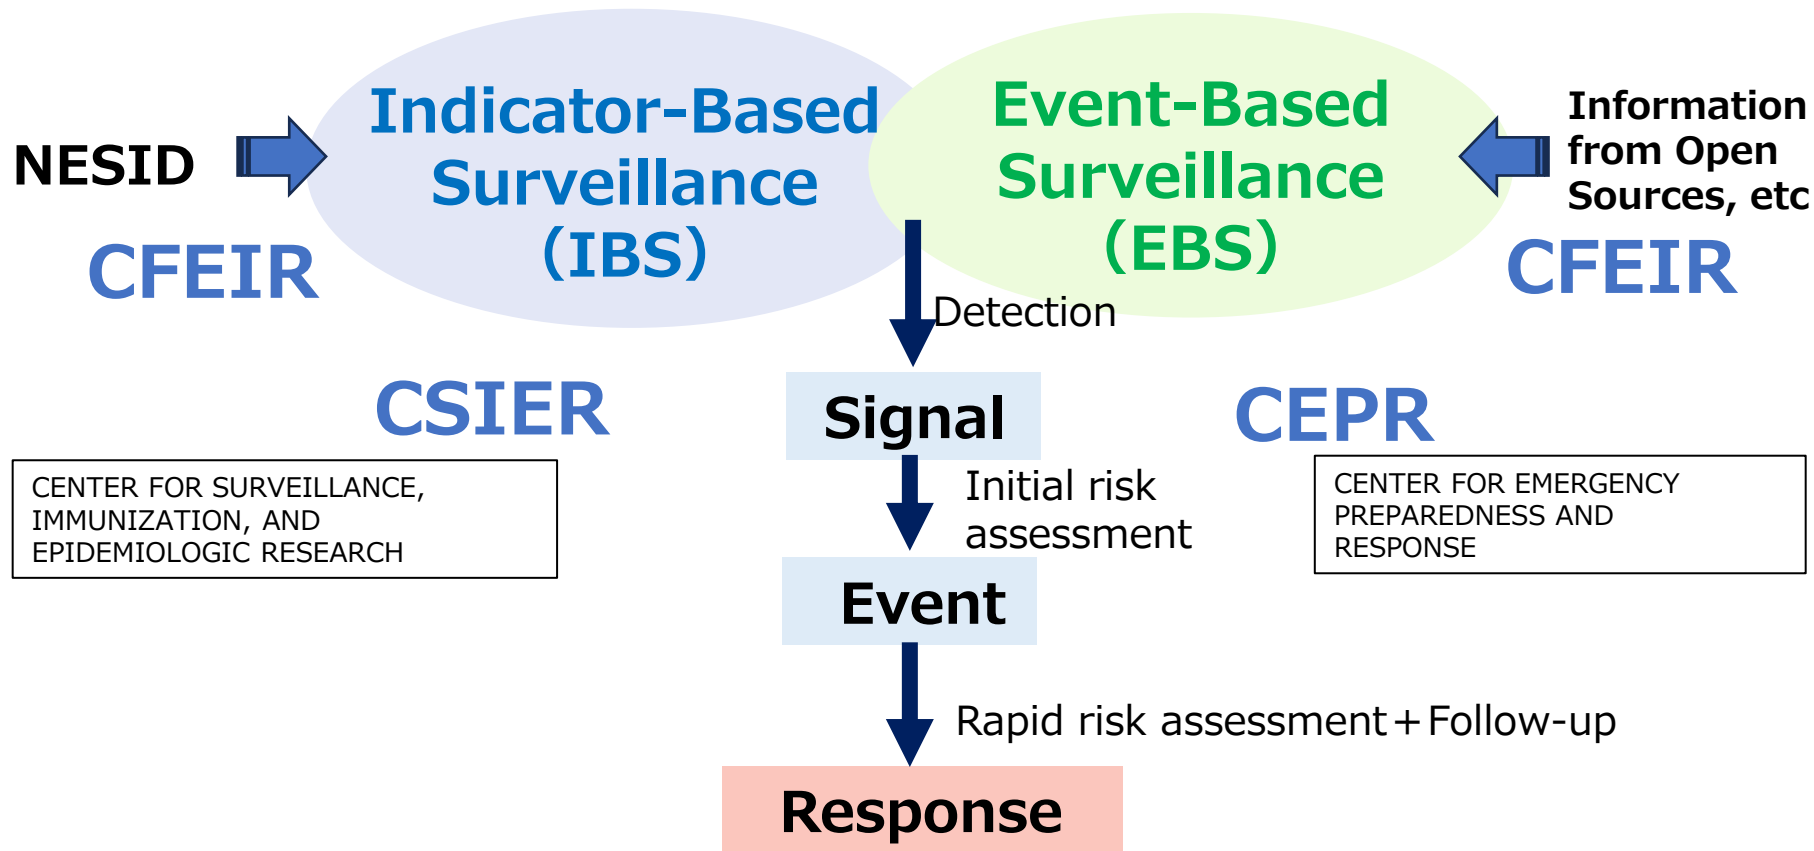 Indicator-Based
Surveillance
(IBS)
Event-Based
Surveillance
(EBS)
NESID
Information
from Open
Sources, etc
CFEIR
CFEIR
Detection
CSIER
Signal
CEPR
CENTER FOR SURVEILLANCE,
IMMUNIZATION, AND
EPIDEMIOLOGIC RESEARCH
Initial risk
assessment
CENTER FOR EMERGENCY
PREPAREDNESS AND
RESPONSE
Event
Rapid risk assessment+Follow-up
Response